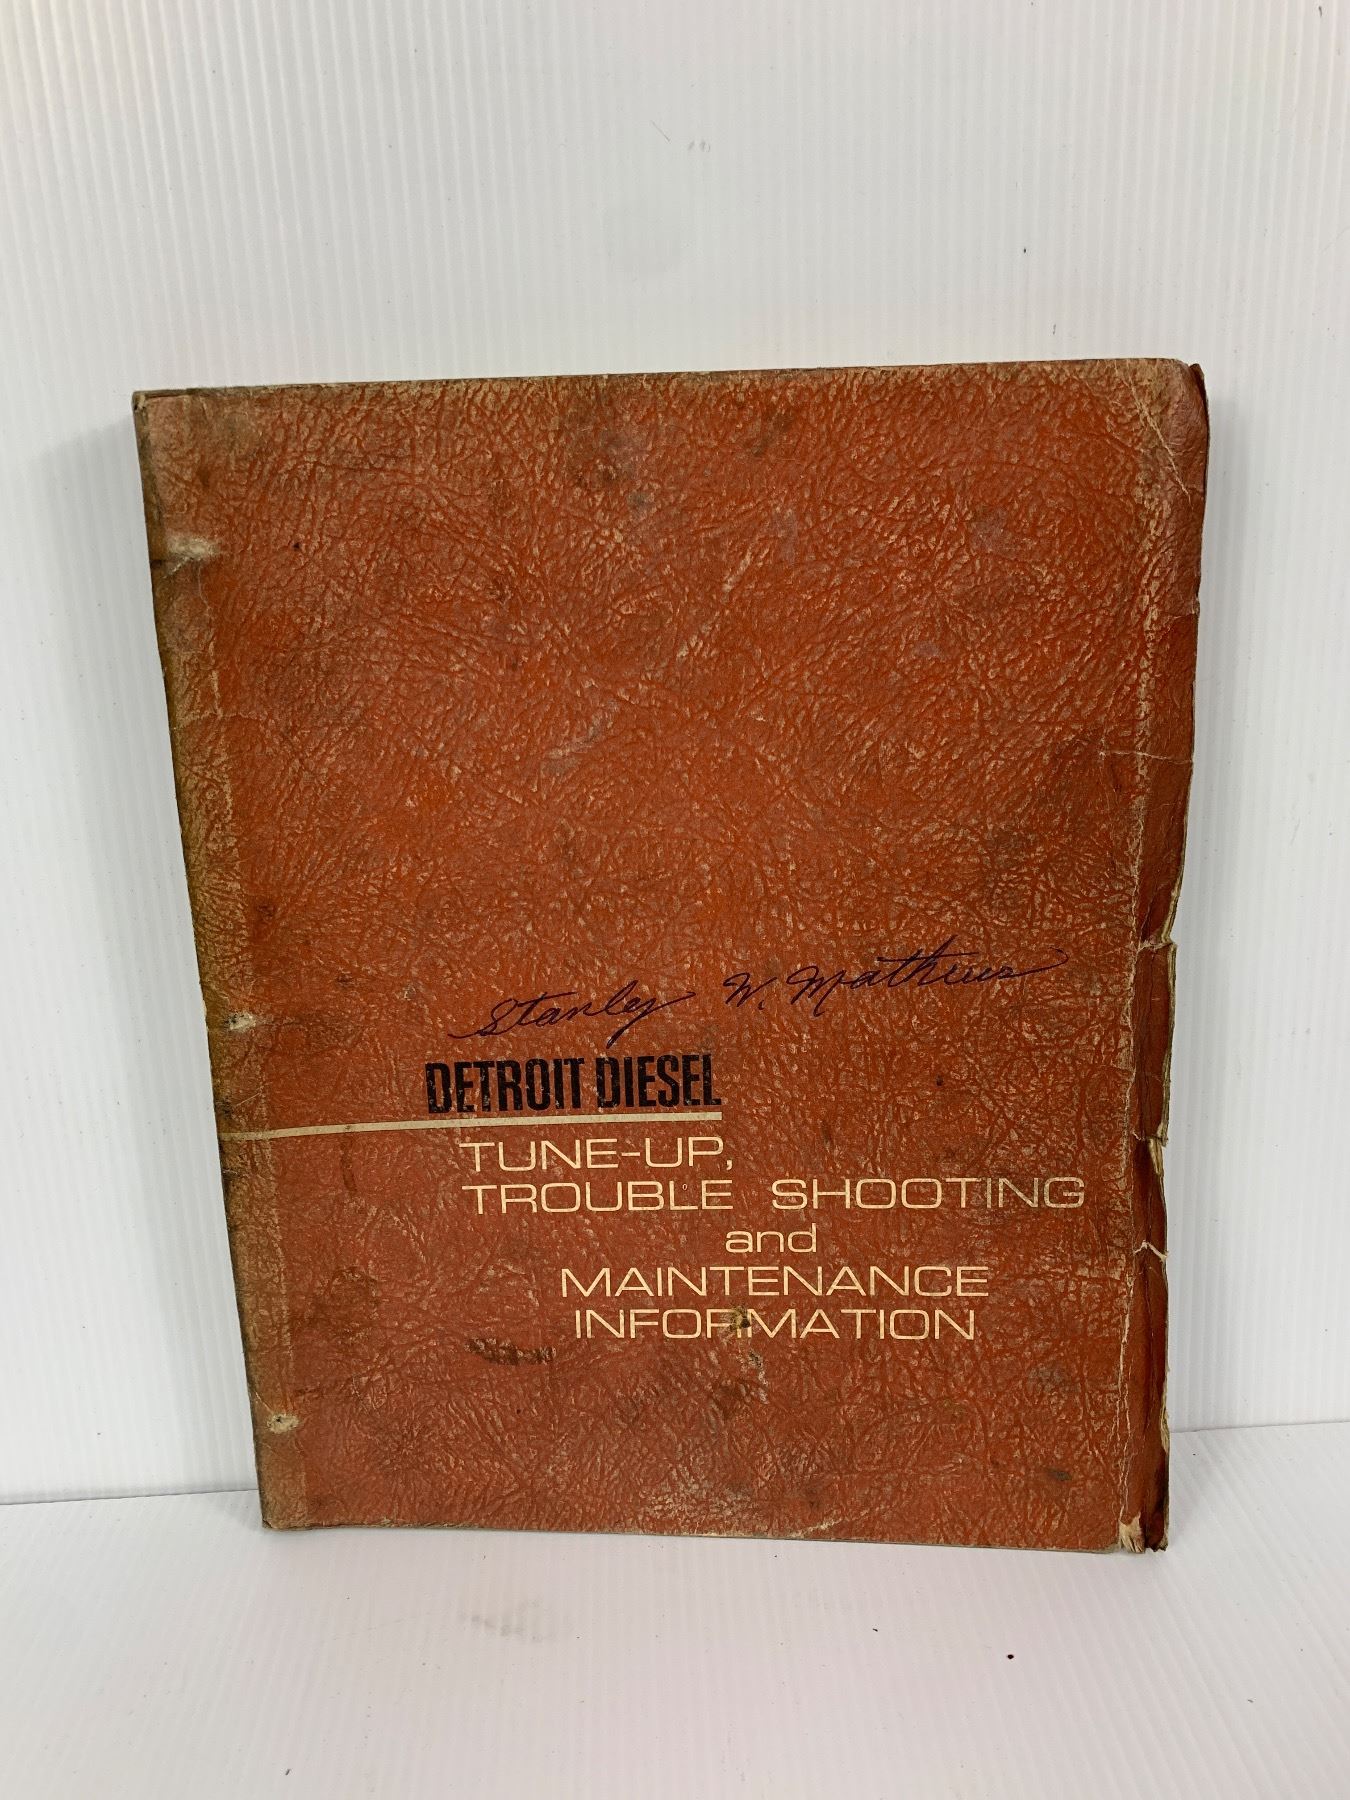 Stanley W. Mathews
DETROIT DIESEL
TUNE-UP,
TROUBLE SHOOTING
and
MAINTENANCE
INFORMATION